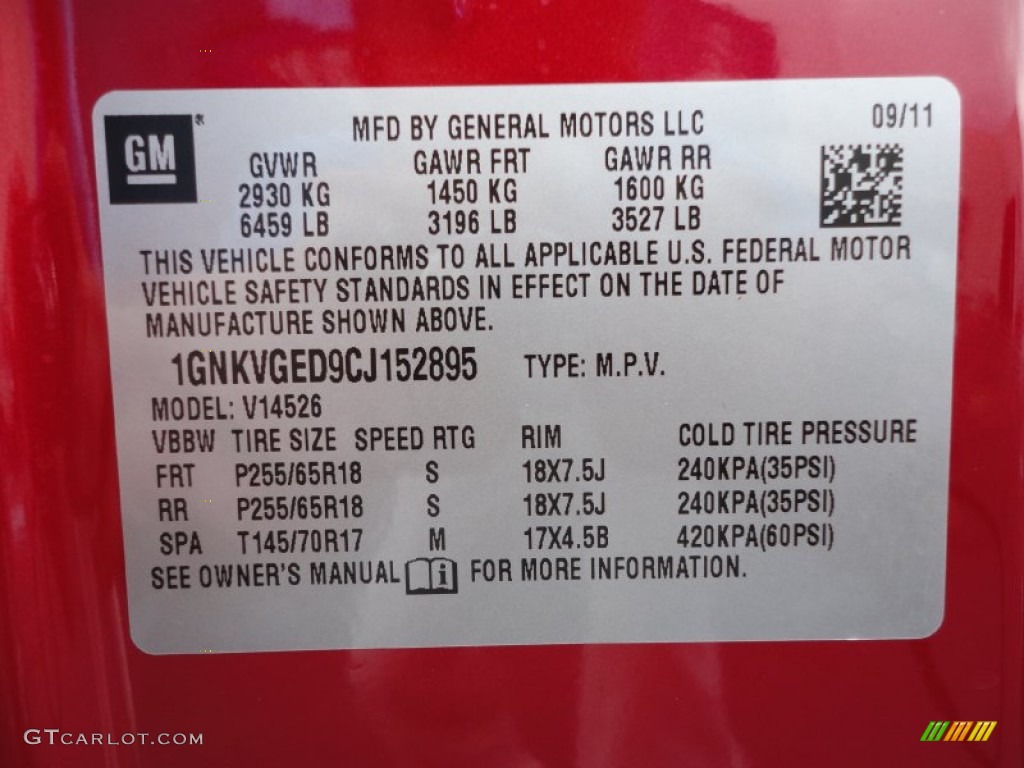 GM®
MFD BY GENERAL MOTORS LLC 09/11
GVWR GAWR FRT GAWR RR
2930 KG 1450 KG 1600 KG
6459 LB 3196 LB 3527 LB
THIS VEHICLE CONFORMS TO ALL APPLICABLE U.S. FEDERAL MOTOR
VEHICLE SAFETY STANDARDS IN EFFECT ON THE DATE OF
MANUFACTURE SHOWN ABOVE.
1GNKVGED9CJ152895 TYPE: M.P.V.
MODEL: V14526
VBBW TIRE SIZE SPEED RTG RIM COLD TIRE PRESSURE
FRT P255/65R18 S 18X7.5J 240KPA(35PSI)
RR P255/65R18 S 18X7.5J 240KPA(35PSI)
SPA T145/70R17 M 17X4.5B 420KPA(60PSI)
SEE OWNER'S MANUAL i FOR MORE INFORMATION.
GTCARLOT.COM